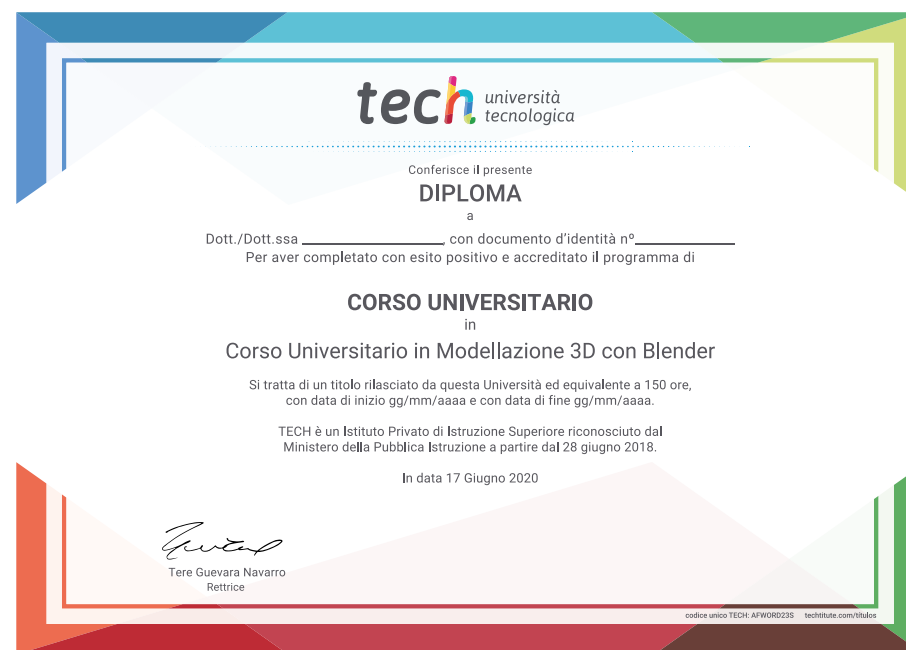 tech università
tecnologica
Conferisce il presente
DIPLOMA
a
Dott./Dott.ssa ____________________, con documento d'identità nº______________
Per aver completato con esito positivo e accreditato il programma di
CORSO UNIVERSITARIO
in
Corso Universitario in Modellazione 3D con Blender
Si tratta di un titolo rilasciato da questa Università ed equivalente a 150 ore,
con data di inizio gg/mm/aaaa e con data di fine gg/mm/aaaa.
TECH è un Istituto Privato di Istruzione Superiore riconosciuto dal
Ministero della Pubblica Istruzione a partire dal 28 giugno 2018.
In data 17 Giugno 2020
Tere Guevara Navarro
Rettrice
codice unico TECH: AFWORD23S techtitute.com/titulos